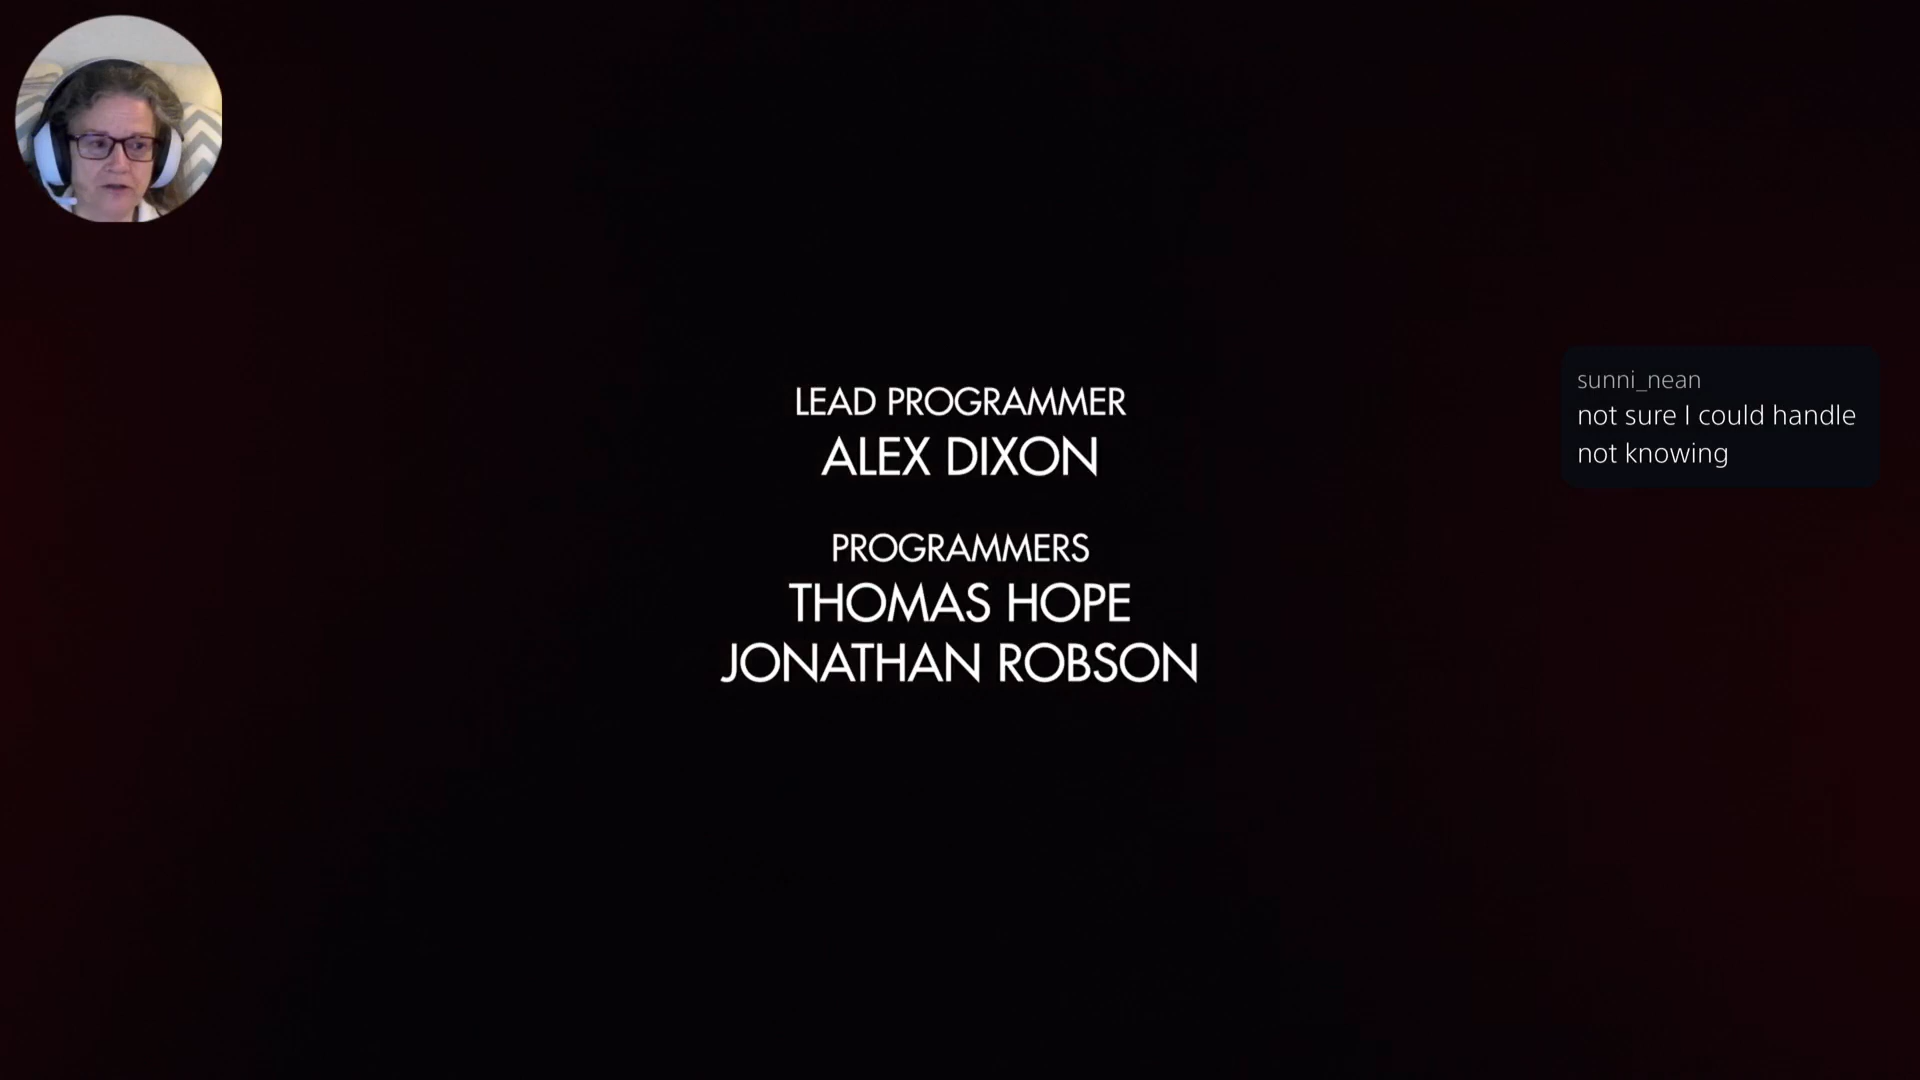 LEAD PROGRAMMER
ALEX DIXON
PROGRAMMERS
THOMAS HOPE
JONATHAN ROBSON
sunni_nean
not sure I could handle
not knowing